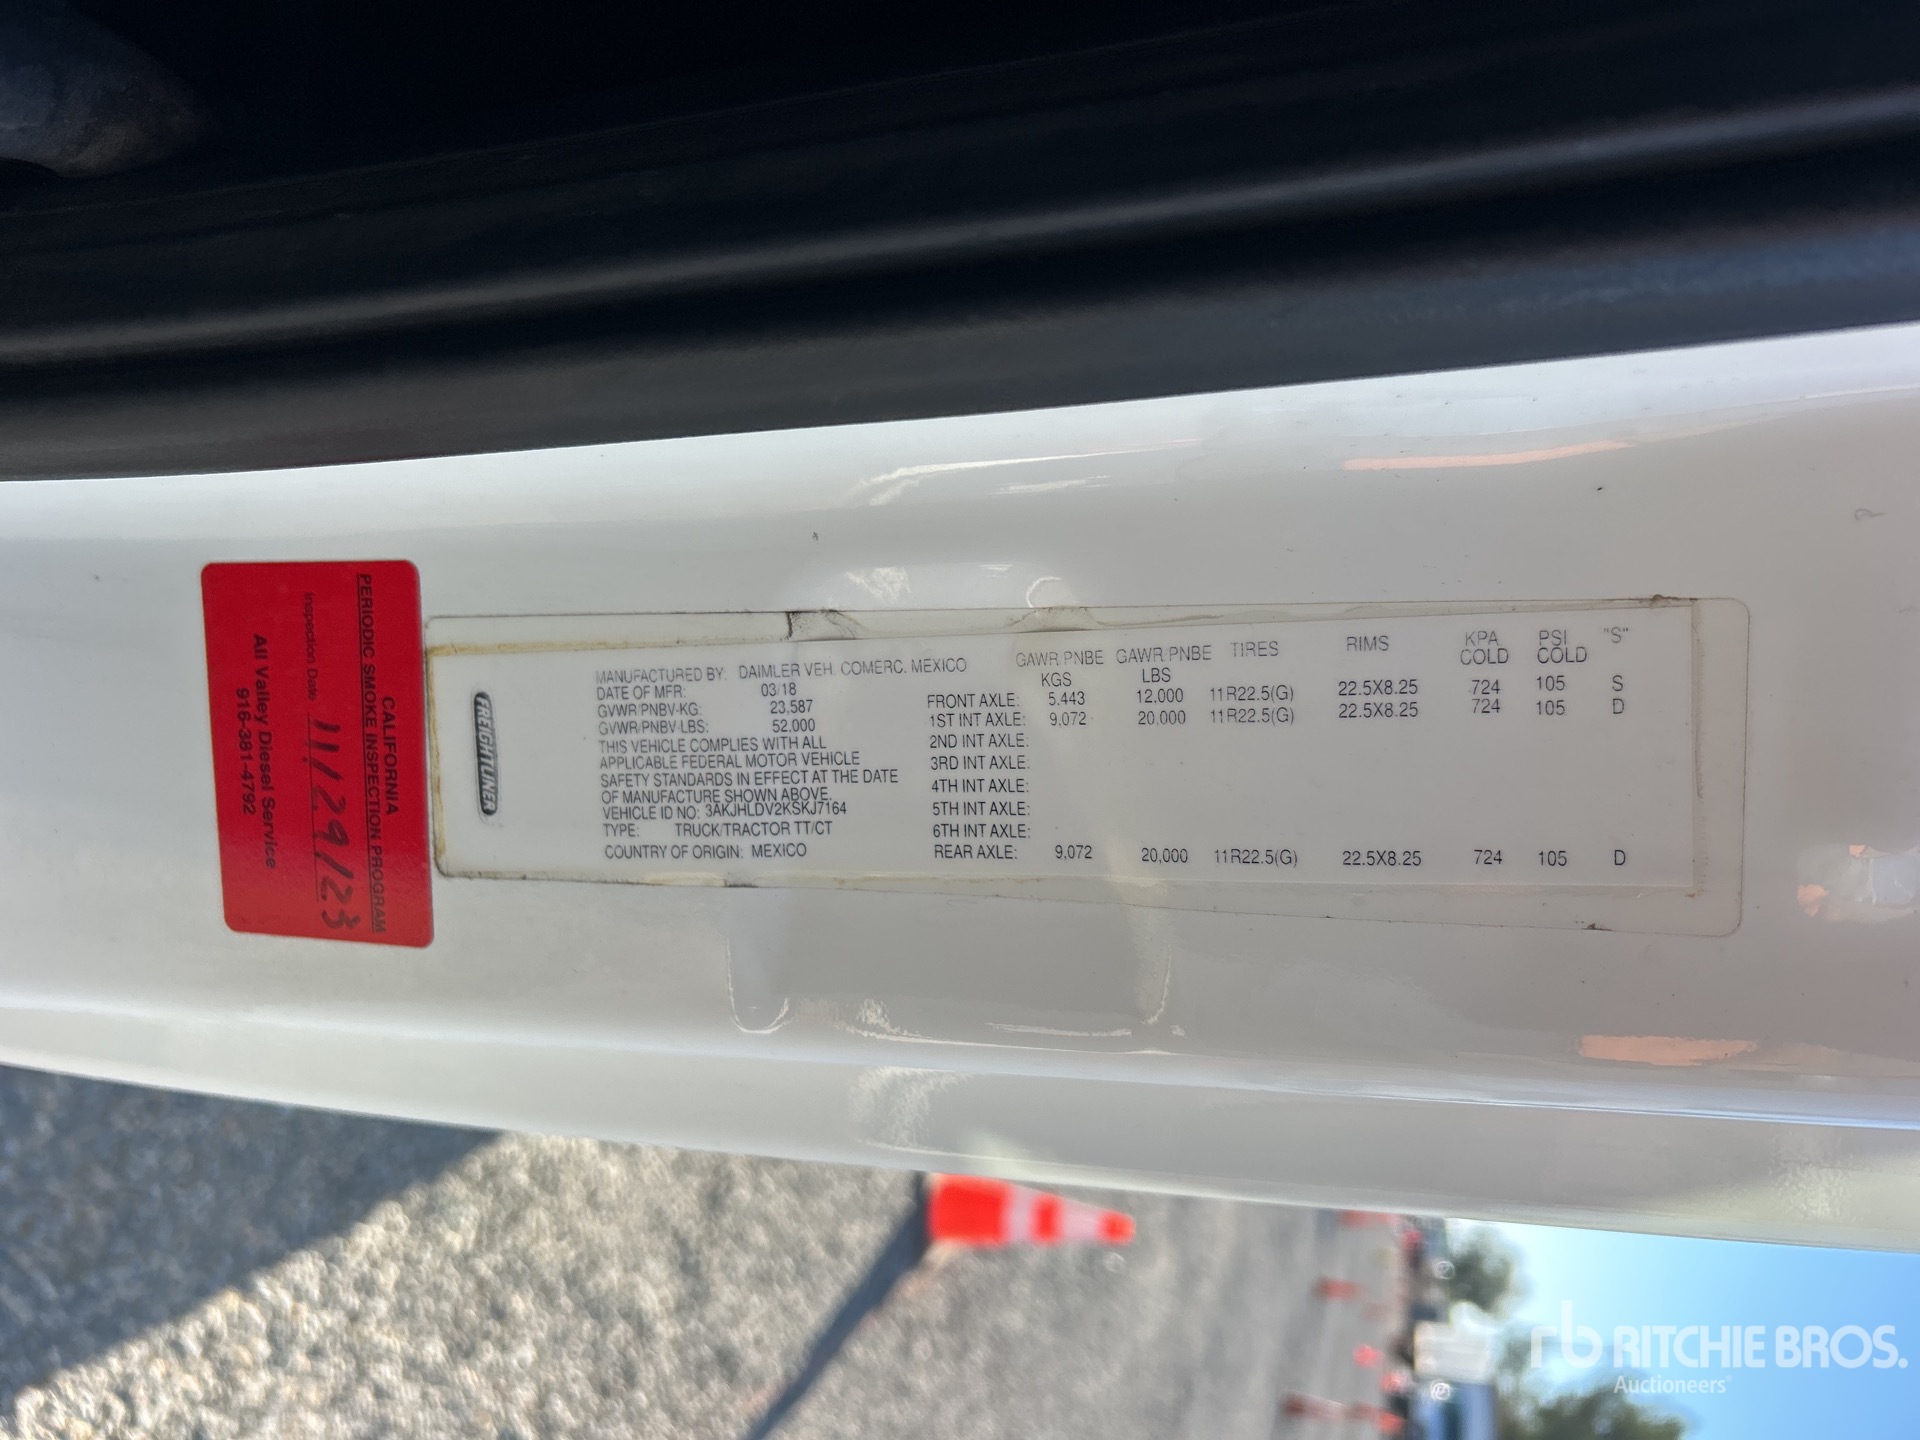 CALIFORNIA
PERIODIC SMOKE INSPECTION PROGRAM
Inspection Date 11/29/23
All Valley Diesel Service
916-381-4792
FREIGHTLINER
MANUFACTURED BY: DAIMLER VEH. COMERC. MEXICO
DATE OF MFR: 03/18
GVWR/PNBV-KG: 23,587
GVWR/PNBV-LBS: 52,000
THIS VEHICLE COMPLIES WITH ALL
APPLICABLE FEDERAL MOTOR VEHICLE
SAFETY STANDARDS IN EFFECT AT THE DATE
OF MANUFACTURE SHOWN ABOVE.
VEHICLE ID NO: 3AKJHLDV2KSKJ7164
TYPE: TRUCK/TRACTOR TT/CT
COUNTRY OF ORIGIN: MEXICO
GAWR/PNBE KGS GAWR/PNBE LBS TIRES RIMS KPA COLD PSI COLD "S"
FRONT AXLE: 5,443 12,000 11R22.5(G) 22.5X8.25 724 105 S
1ST INT AXLE: 9,072 20,000 11R22.5(G) 22.5X8.25 724 105 D
2ND INT AXLE:
3RD INT AXLE:
4TH INT AXLE:
5TH INT AXLE:
6TH INT AXLE:
REAR AXLE: 9,072 20,000 11R22.5(G) 22.5X8.25 724 105 D
rb RITCHIE BROS.
Auctioneers